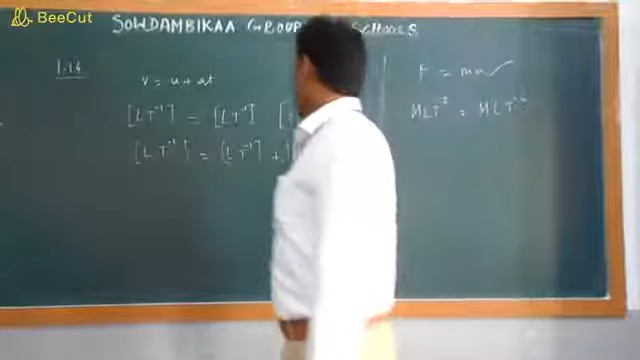 BeeCut
SOWDAMBIKAA GROUP SCHOOLS
1.14
V = u + at
[LT⁻¹] = [LT⁻¹] [
[LT⁻¹] = [LT⁻¹] +
F = ma ✓
MLT⁻² = MLT⁻²